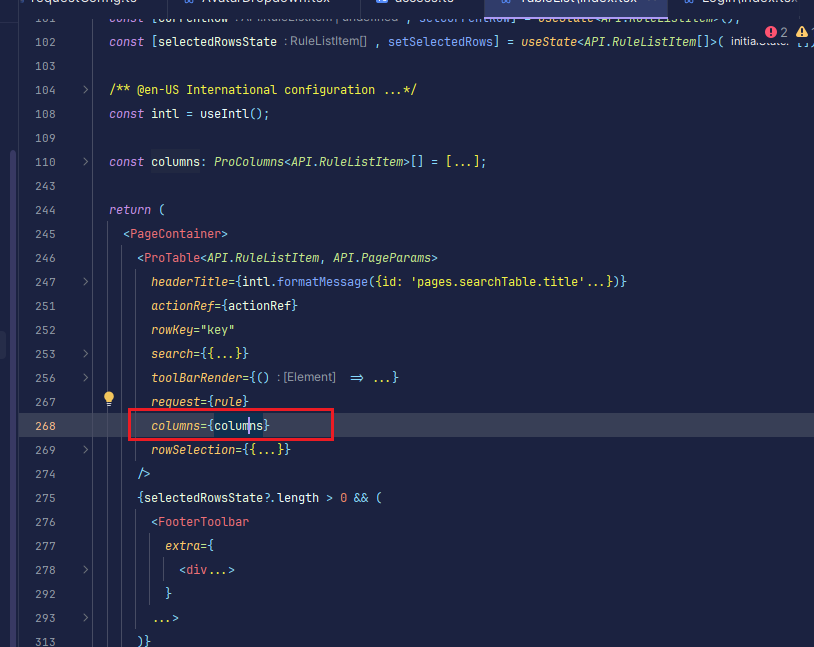 requestConfig.ts AvatarDropdown.tsx access.ts TableList\index.tsx Login\index.tsx
101 const [currentRow : API.RuleListItem | undefined , setCurrentRow] = useState<API.RuleListItem>();
102 const [selectedRowsState : RuleListItem[] , setSelectedRows] = useState<API.RuleListItem[]>( initialState: [])
2 1
103
104 /** @en-US International configuration ...*/
108 const intl = useIntl();
109
110 const columns: ProColumns<API.RuleListItem>[] = [...];
243
244 return (
245 <PageContainer>
246 <ProTable<API.RuleListItem, API.PageParams>
247 headerTitle={intl.formatMessage({id: 'pages.searchTable.title'...})}
251 actionRef={actionRef}
252 rowKey="key"
253 search={{...}}
256 toolBarRender={() : [Element] => ...}
267 request={rule}
268 columns={columns}
269 rowSelection={{...}}
274 />
275 {selectedRowsState?.length > 0 && (
276 <FooterToolbar
277 extra={
278 <div...>
292 }
293 ...>
313 )}